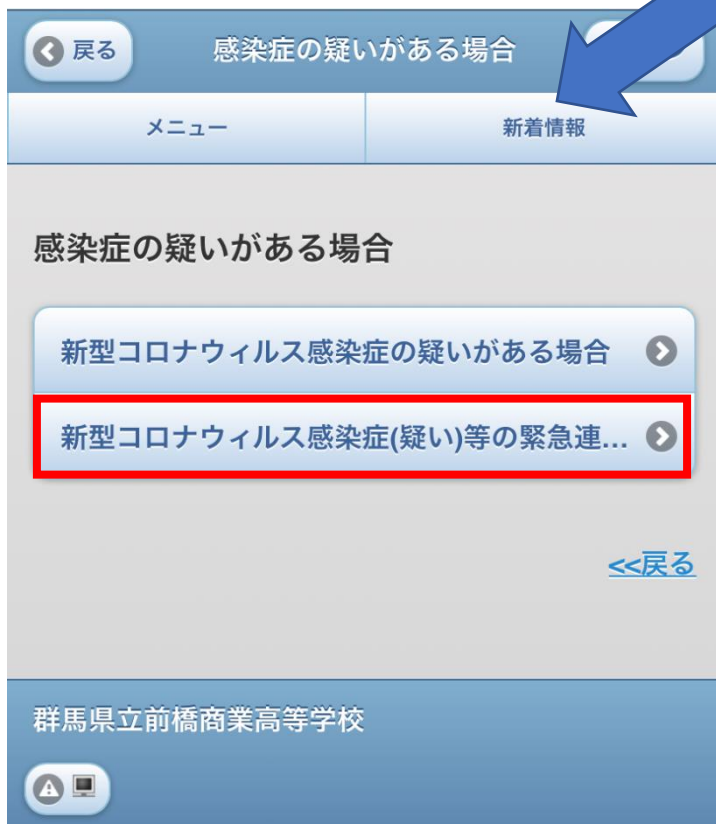 戻る
感染症の疑いがある場合
メニュー
新着情報
感染症の疑いがある場合
新型コロナウィルス感染症の疑いがある場合
新型コロナウィルス感染症(疑い)等の緊急連...
<<戻る
群馬県立前橋商業高等学校